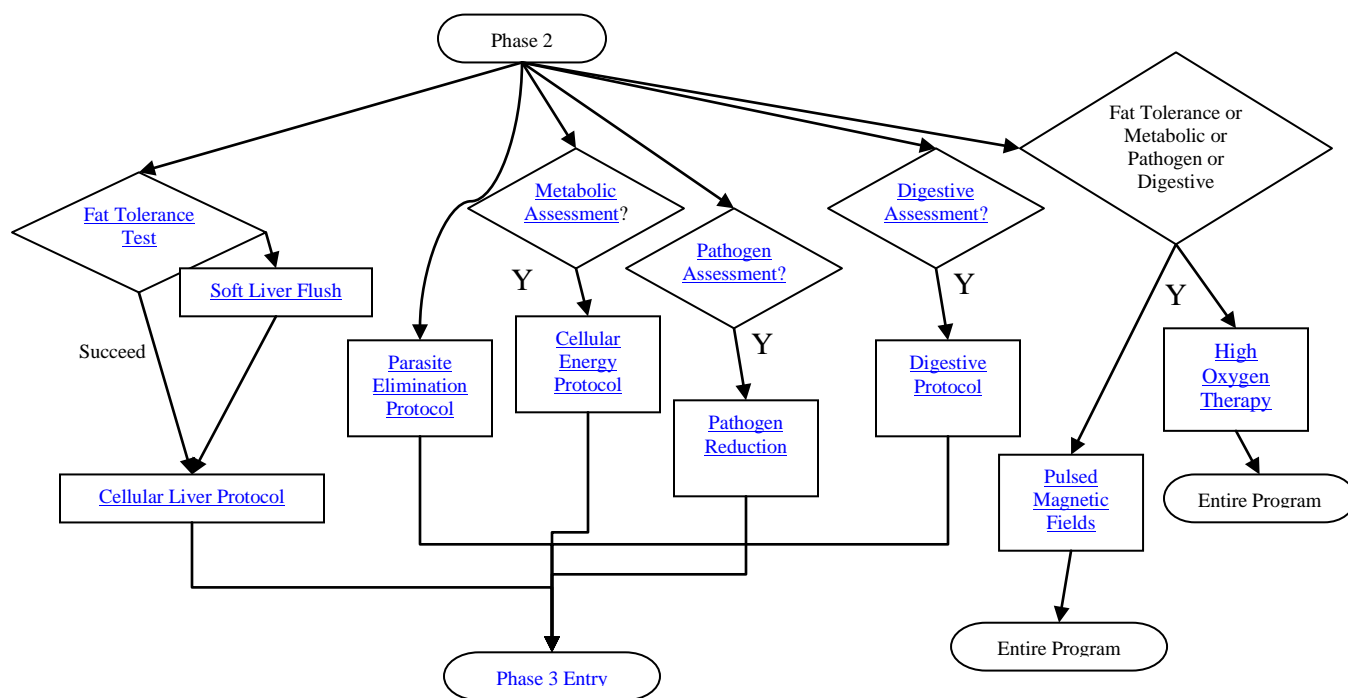 Phase 2
Fat Tolerance or
Metabolic or
Pathogen or
Digestive
Fat Tolerance
Test
Metabolic
Assessment?
Pathogen
Assessment?
Digestive
Assessment?
Soft Liver Flush
Succeed
Y
Y
Y
Y
Parasite
Elimination
Protocol
Cellular
Energy
Protocol
Pathogen
Reduction
Digestive
Protocol
High
Oxygen
Therapy
Cellular Liver Protocol
Pulsed
Magnetic
Fields
Entire Program
Entire Program
Phase 3 Entry